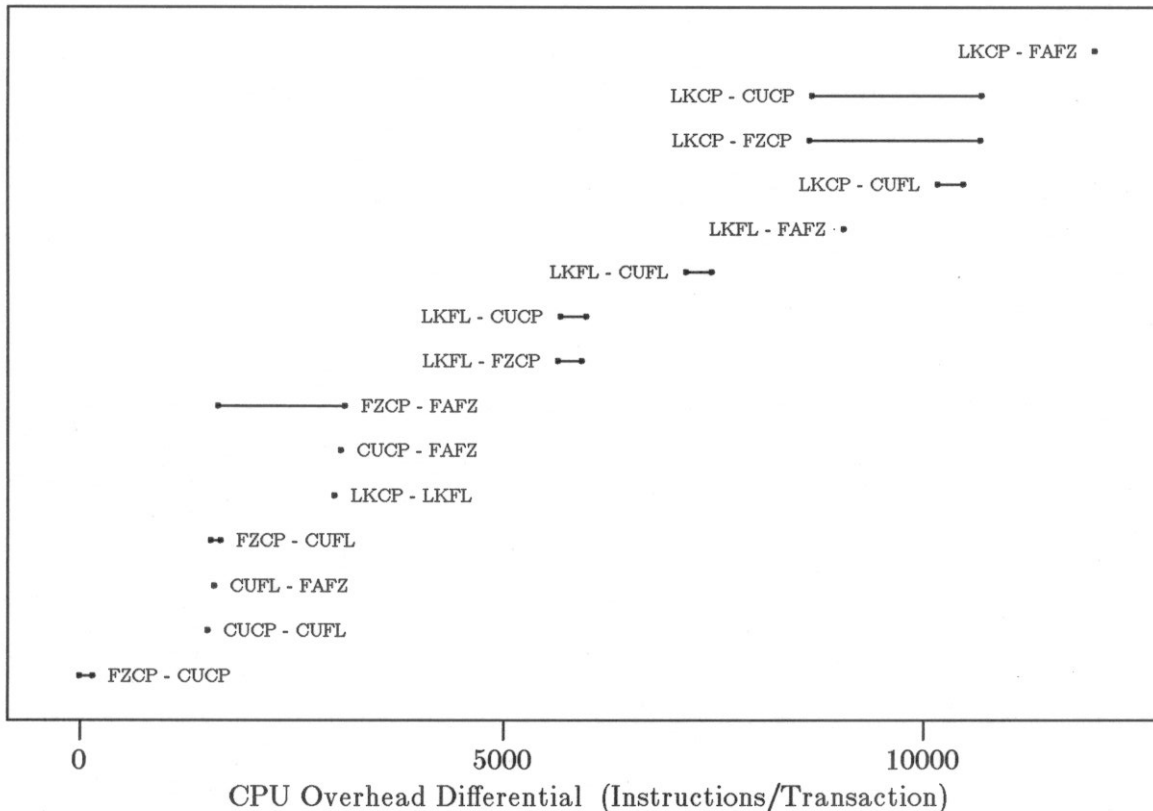 LKCP - FAFZ
LKCP - CUCP
LKCP - FZCP
LKCP - CUFL
LKFL - FAFZ
LKFL - CUFL
LKFL - CUCP
LKFL - FZCP
FZCP - FAFZ
CUCP - FAFZ
LKCP - LKFL
FZCP - CUFL
CUFL - FAFZ
CUCP - CUFL
FZCP - CUCP
0 5000 10000
CPU Overhead Differential (Instructions/Transaction)